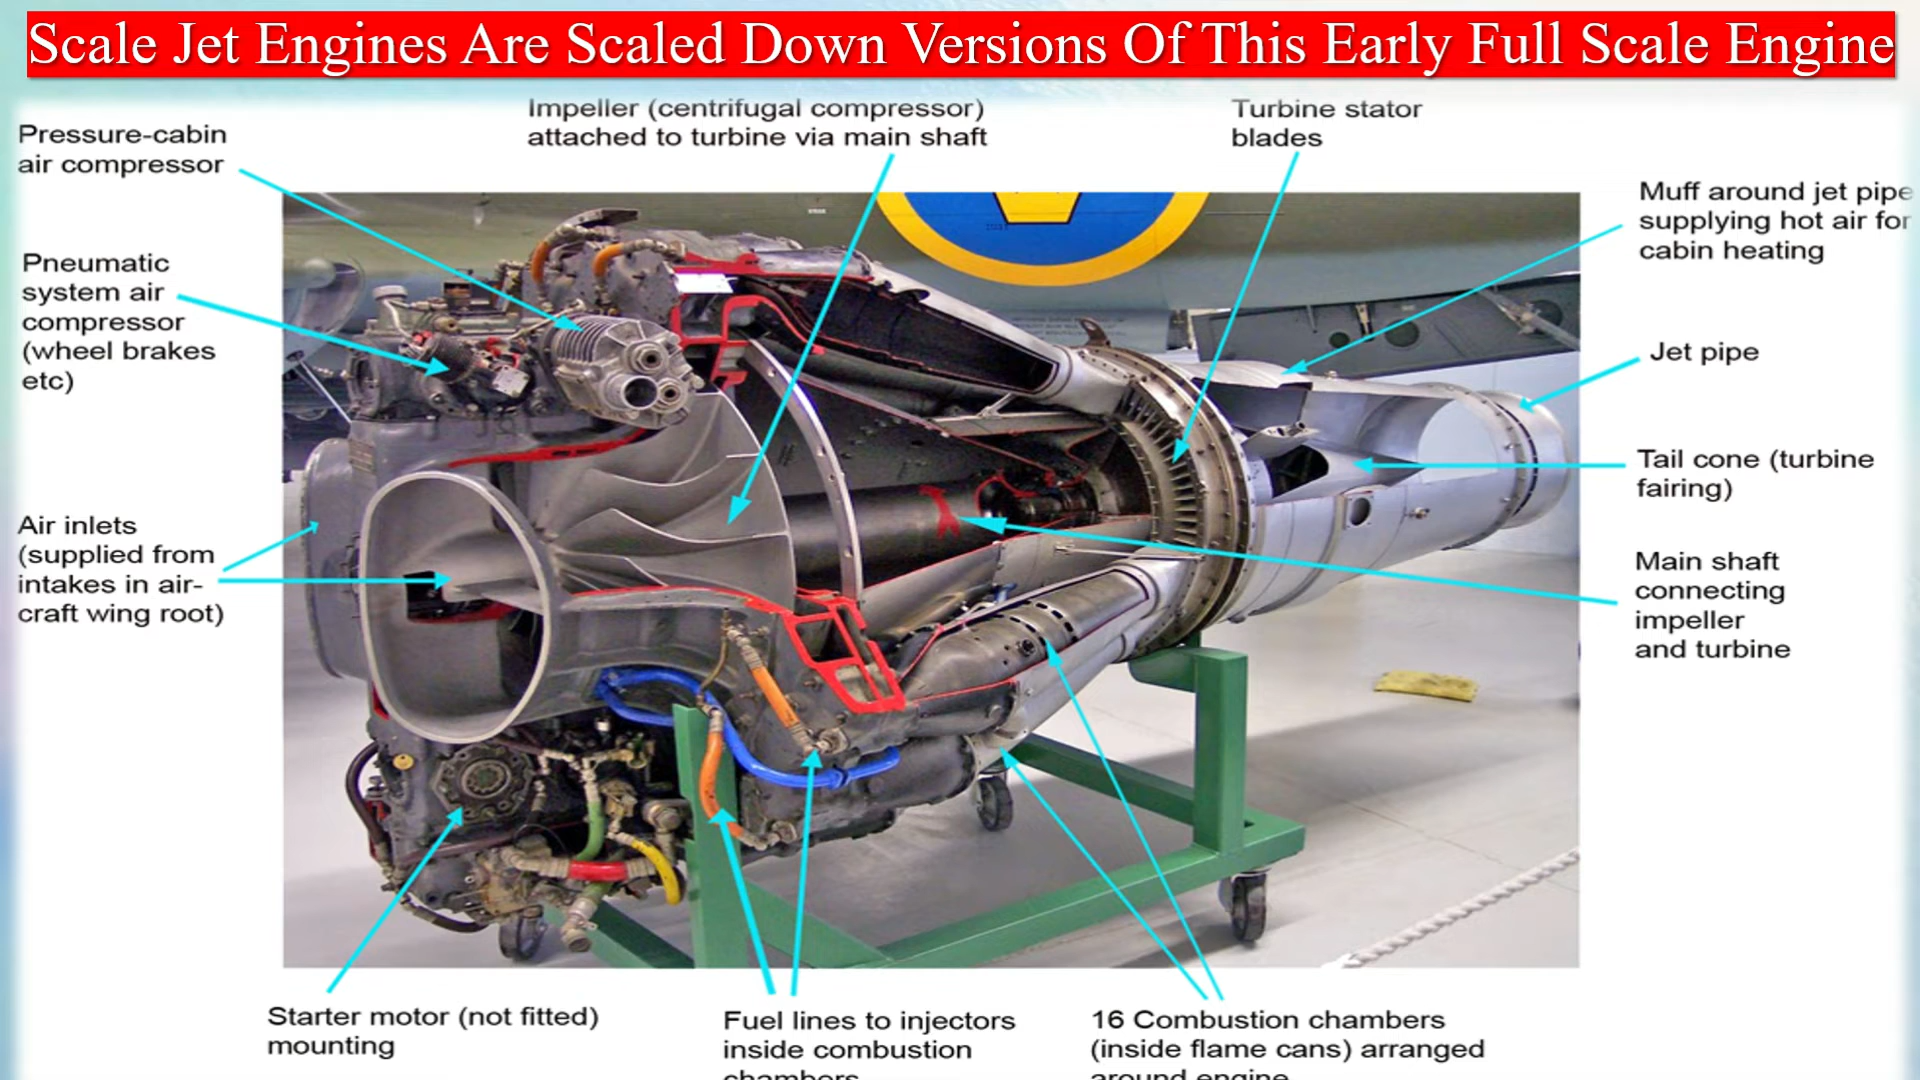 Scale Jet Engines Are Scaled Down Versions Of This Early Full Scale Engine
Impeller (centrifugal compressor)
attached to turbine via main shaft
Turbine stator
blades
Pressure-cabin
air compressor
Muff around jet pipe
supplying hot air for
cabin heating
Pneumatic
system air
compressor
(wheel brakes
etc)
Jet pipe
Tail cone (turbine
fairing)
Air inlets
(supplied from
intakes in air-
craft wing root)
Main shaft
connecting
impeller
and turbine
Starter motor (not fitted)
mounting
Fuel lines to injectors
inside combustion
chambers
16 Combustion chambers
(inside flame cans) arranged
around engine